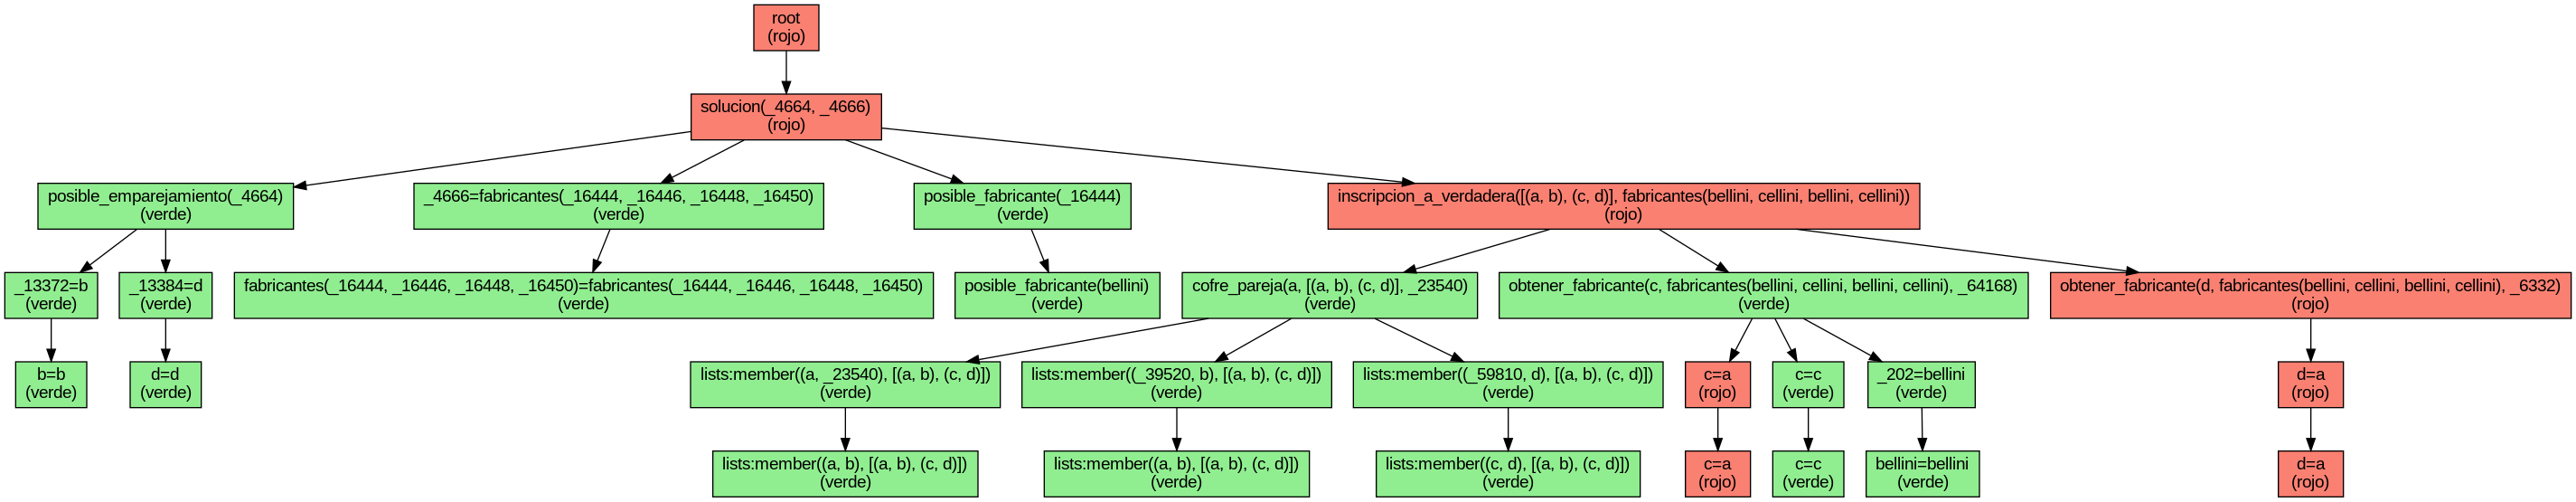 root
(rojo)
solucion(_4664, _4666)
(rojo)
posible_emparejamiento(_4664)
(verde)
_4666=fabricantes(_16444, _16446, _16448, _16450)
(verde)
posible_fabricante(_16444)
(verde)
inscripcion_a_verdadera([(a, b), (c, d)], fabricantes(bellini, cellini, bellini, cellini))
(rojo)
_13372=b
(verde)
_13384=d
(verde)
fabricantes(_16444, _16446, _16448, _16450)=fabricantes(_16444, _16446, _16448, _16450)
(verde)
posible_fabricante(bellini)
(verde)
cofre_pareja(a, [(a, b), (c, d)], _23540)
(verde)
obtener_fabricante(c, fabricantes(bellini, cellini, bellini, cellini), _64168)
(verde)
obtener_fabricante(d, fabricantes(bellini, cellini, bellini, cellini), _6332)
(rojo)
b=b
(verde)
d=d
(verde)
lists:member((a, _23540), [(a, b), (c, d)])
(verde)
lists:member((_39520, b), [(a, b), (c, d)])
(verde)
lists:member((_59810, d), [(a, b), (c, d)])
(verde)
c=a
(rojo)
c=c
(verde)
_202=bellini
(verde)
d=a
(rojo)
lists:member((a, b), [(a, b), (c, d)])
(verde)
lists:member((a, b), [(a, b), (c, d)])
(verde)
lists:member((c, d), [(a, b), (c, d)])
(verde)
c=a
(rojo)
c=c
(verde)
bellini=bellini
(verde)
d=a
(rojo)